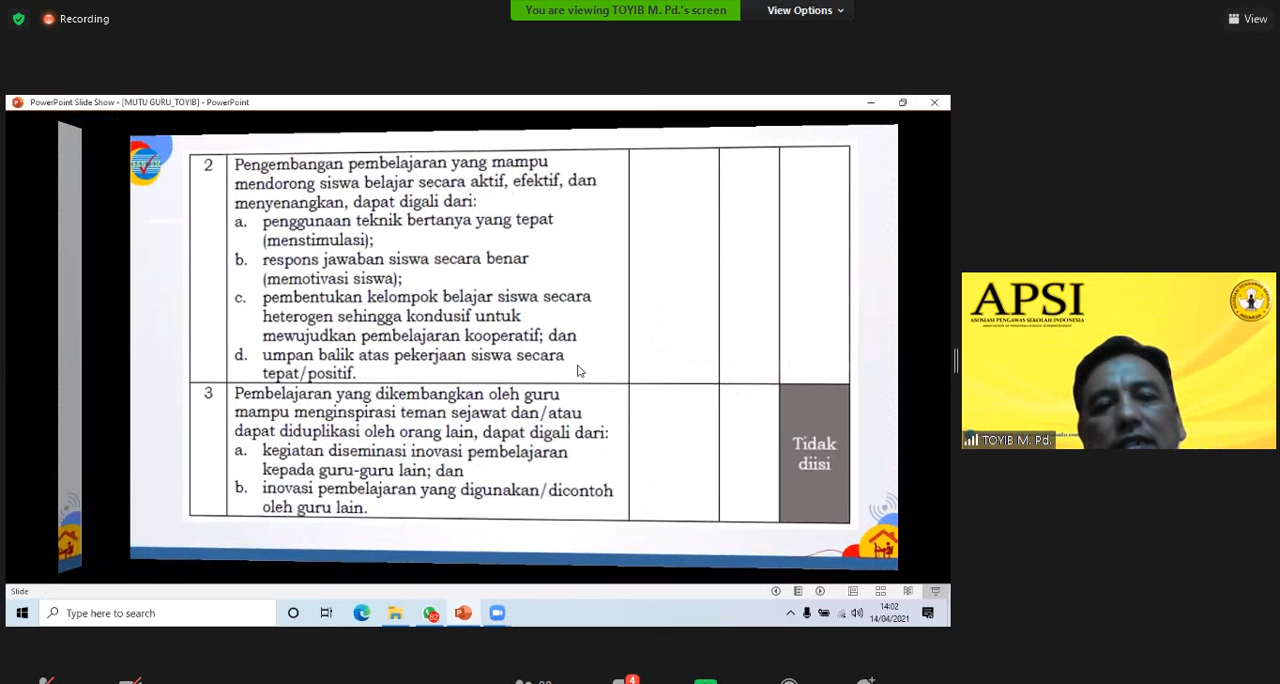 Recording
You are viewing TOYIB M. Pd.'s screen
View Options
View
PowerPoint Slide Show - [MUTU GURU_TOYIB] - PowerPoint
2
Pengembangan pembelajaran yang mampu
mendorong siswa belajar secara aktif, efektif, dan
menyenangkan, dapat digali dari:
a. penggunaan teknik bertanya yang tepat
(menstimulasi);
b. respons jawaban siswa secara benar
(memotivasi siswa);
c. pembentukan kelompok belajar siswa secara
heterogen sehingga kondusif untuk
mewujudkan pembelajaran kooperatif; dan
d. umpan balik atas pekerjaan siswa secara
tepat/positif.
3
Pembelajaran yang dikembangkan oleh guru
mampu menginspirasi teman sejawat dan/atau
dapat diduplikasi oleh orang lain, dapat digali dari:
a. kegiatan diseminasi inovasi pembelajaran
kepada guru-guru lain; dan
b. inovasi pembelajaran yang digunakan/dicontoh
oleh guru lain.
Tidak
diisi
APSI
ASOSIASI PENGAWAS SEKOLAH INDONESIA
TOYIB M. Pd.
Slide
Type here to search
14:02
14/04/2021
4